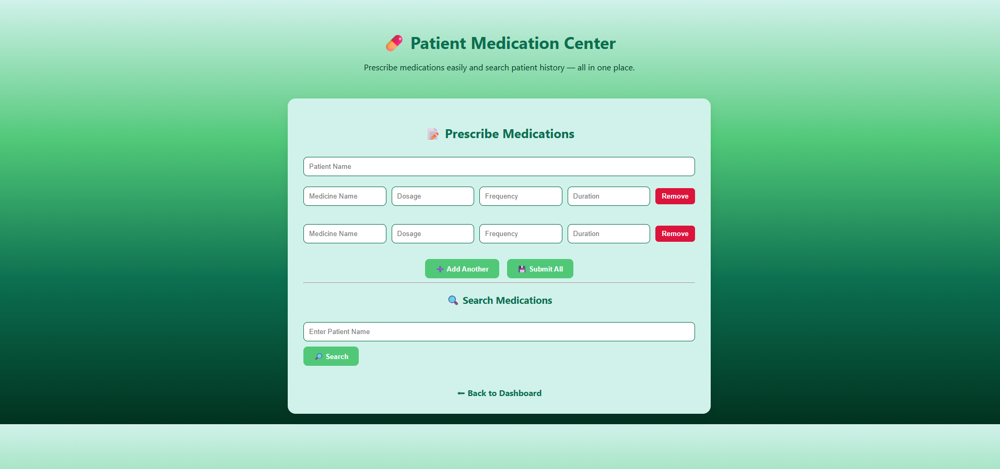 Patient Medication Center
Prescribe medications easily and search patient history — all in one place.
Prescribe Medications
Patient Name
Medicine Name Dosage Frequency Duration Remove
Medicine Name Dosage Frequency Duration Remove
Add Another Submit All
Search Medications
Enter Patient Name
Search
Back to Dashboard